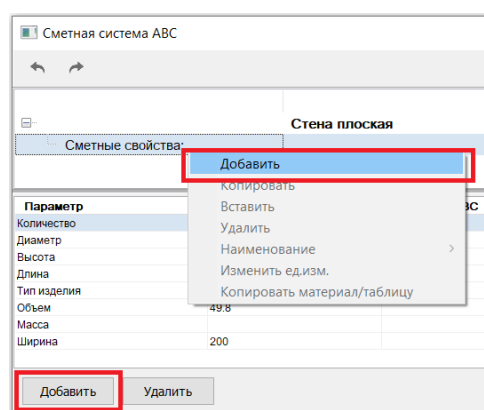 Сметная система ABC
Стена плоская
Сметные свойства:
Добавить
Копировать
Вставить
Удалить
Наименование
Изменить ед.изм.
Копировать материал/таблицу
Параметр
Количество
Диаметр
Высота
Длина
Тип изделия
Объем 49.8
Масса
Ширина 200
Добавить Удалить